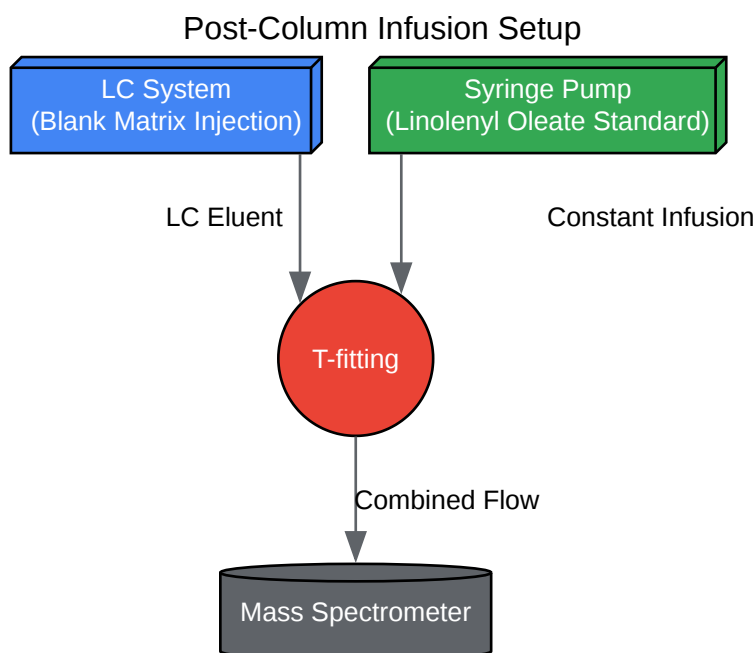 Post-Column Infusion Setup
LC System
(Blank Matrix Injection)
Syringe Pump
(Linolenyl Oleate Standard)
LC Eluent
Constant Infusion
T-fitting
Combined Flow
Mass Spectrometer